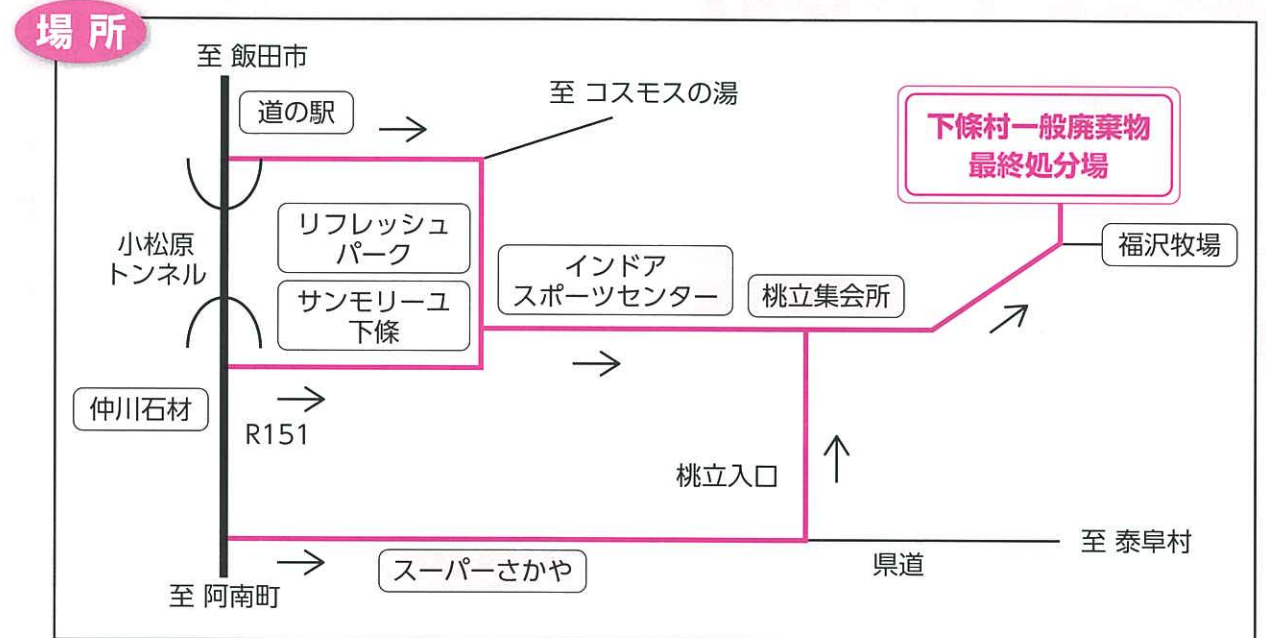 場所
至 飯田市
道の駅
至 コスモスの湯
下條村一般廃棄物
最終処分場
リフレッシュ
パーク
小松原
トンネル
インドア
スポーツセンター
福沢牧場
サンモリーユ
下條
桃立集会所
仲川石材
R151
桃立入口
スーパーさかや
県道
至 泰阜村
至 阿南町